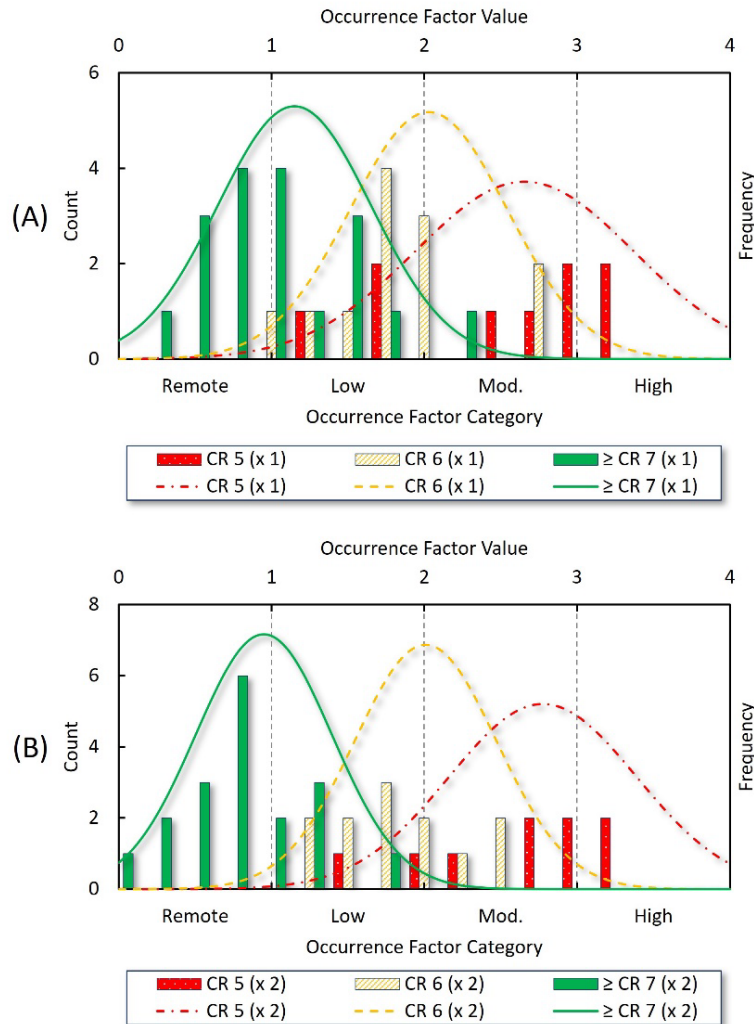 Occurrence Factor Value
0 1 2 3 4
6
4
2
0
(A)
Count
Frequency
Remote Low Mod. High
Occurrence Factor Category
CR 5 (x 1) CR 6 (x 1) ≥ CR 7 (x 1)
CR 5 (x 1) CR 6 (x 1) ≥ CR 7 (x 1)
Occurrence Factor Value
0 1 2 3 4
8
6
4
2
0
(B)
Count
Frequency
Remote Low Mod. High
Occurrence Factor Category
CR 5 (x 2) CR 6 (x 2) ≥ CR 7 (x 2)
CR 5 (x 2) CR 6 (x 2) ≥ CR 7 (x 2)